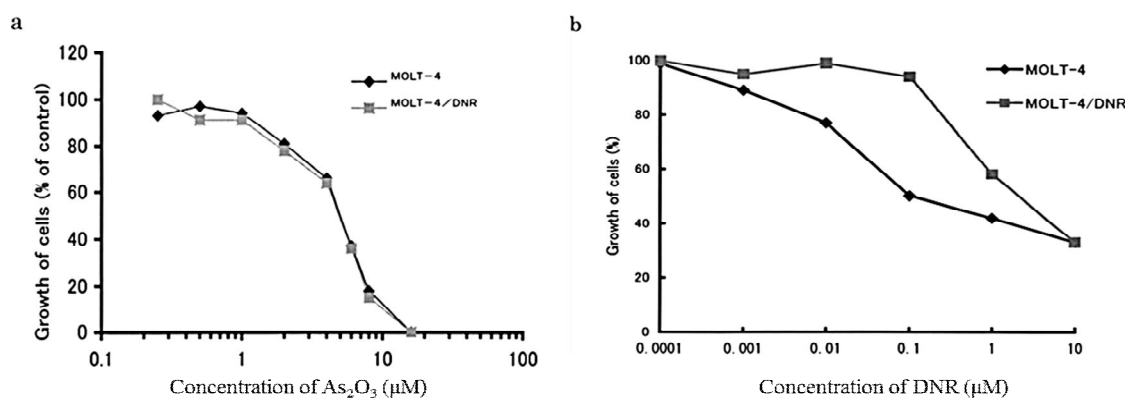 a
120
100
80
60
40
20
0
0.1
1
10
100
Growth of cells (% of control)
Concentration of As₂O₃ (μM)
MOLT-4
MOLT-4/DNR
b
100
80
60
40
20
0
0.0001
0.001
0.01
0.1
1
10
Growth of cells (%)
Concentration of DNR (μM)
MOLT-4
MOLT-4/DNR